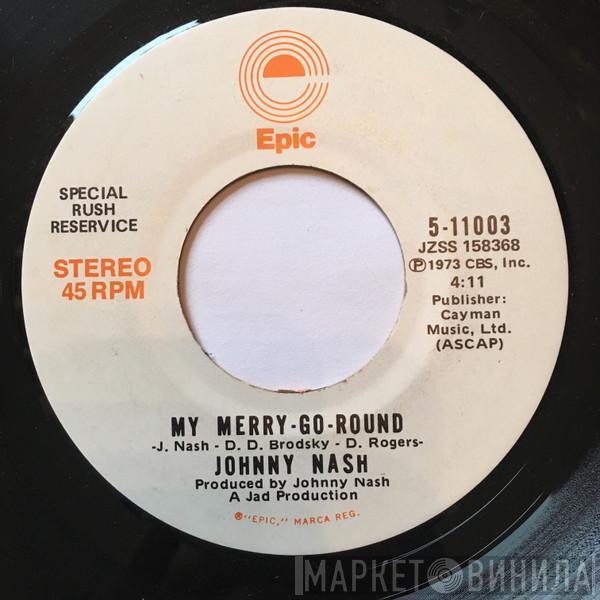 Epic
SPECIAL
RUSH
RESERVICE
STEREO
45 RPM
5-11003
JZSS 158368
Ⓟ1973 CBS, Inc.
4:11
Publisher:
Cayman
Music, Ltd.
(ASCAP)
MY MERRY-GO-ROUND
-J. Nash - D. D. Brodsky - D. Rogers-
JOHNNY NASH
Produced by Johnny Nash
A Jad Production
®"EPIC," MARCA REG.
МАРКЕТ ВИНИЛА